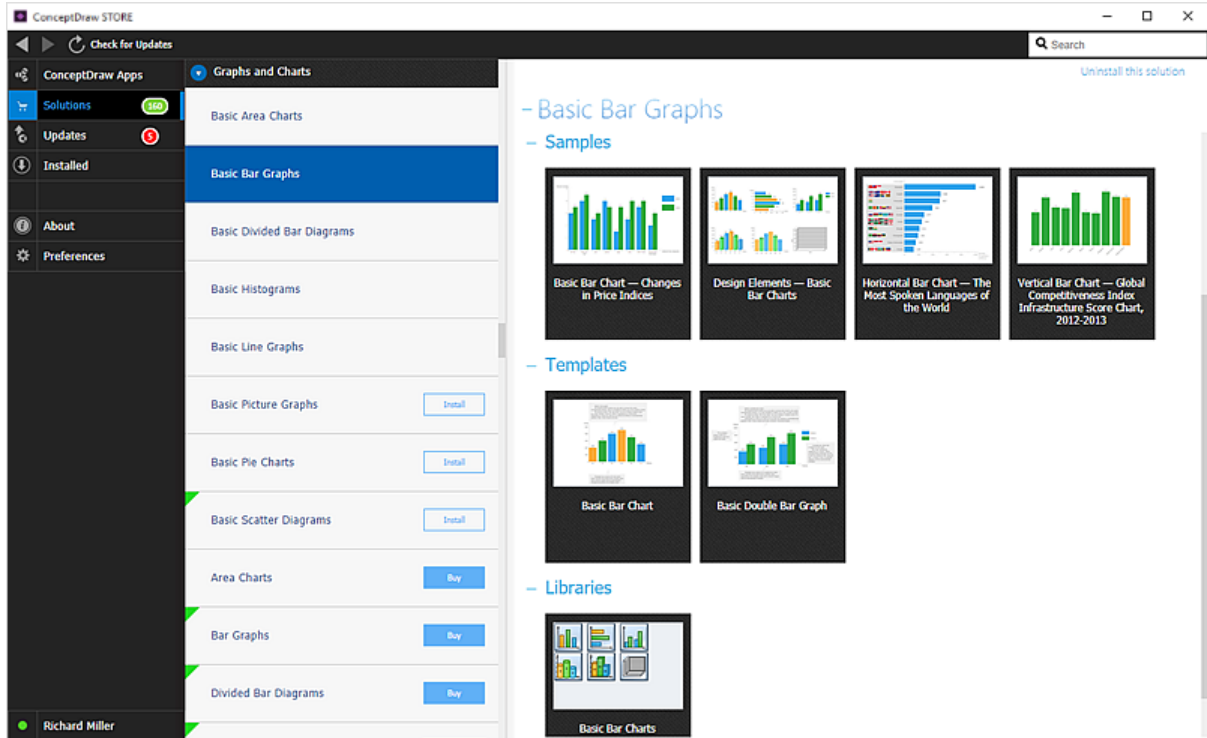 ConceptDraw STORE
Check for Updates
Search
ConceptDraw Apps
Solutions
160
Updates
5
Installed
About
Preferences
Richard Miller
Graphs and Charts
Basic Area Charts
Basic Bar Graphs
Basic Divided Bar Diagrams
Basic Histograms
Basic Line Graphs
Basic Picture Graphs
Install
Basic Pie Charts
Install
Basic Scatter Diagrams
Install
Area Charts
Buy
Bar Graphs
Buy
Divided Bar Diagrams
Buy
Uninstall this solution
Basic Bar Graphs
Samples
Basic Bar Chart — Changes
in Price Indices
Design Elements — Basic
Bar Charts
Horizontal Bar Chart — The
Most Spoken Languages of
the World
Vertical Bar Chart — Global
Competitiveness Index
Infrastructure Score Chart,
2012-2013
Templates
Basic Bar Chart
Basic Double Bar Graph
Libraries
Basic Bar Charts